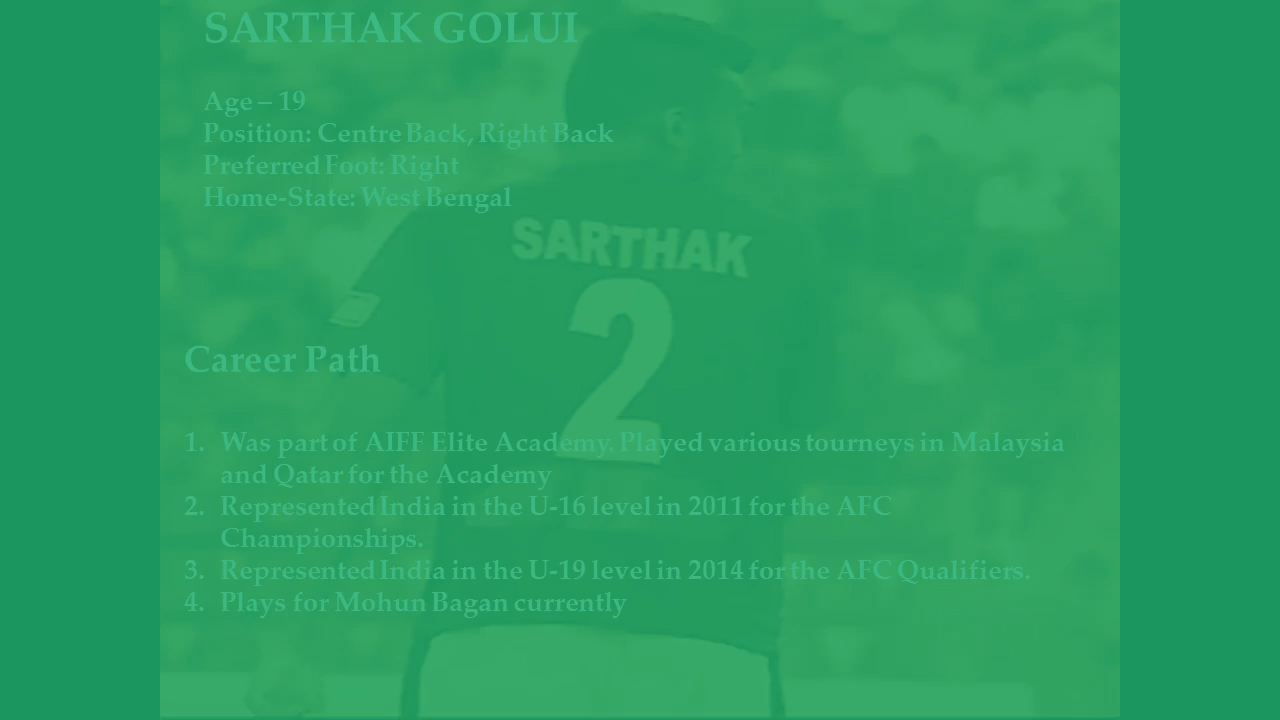 SARTHAK GOLUI
Age – 19
Position: Centre Back, Right Back
Preferred Foot: Right
Home-State: West Bengal
SARTHAK
2
Career Path
1. Was part of AIFF Elite Academy. Played various tourneys in Malaysia
and Qatar for the Academy
2. Represented India in the U-16 level in 2011 for the AFC
Championships.
3. Represented India in the U-19 level in 2014 for the AFC Qualifiers.
4. Plays for Mohun Bagan currently